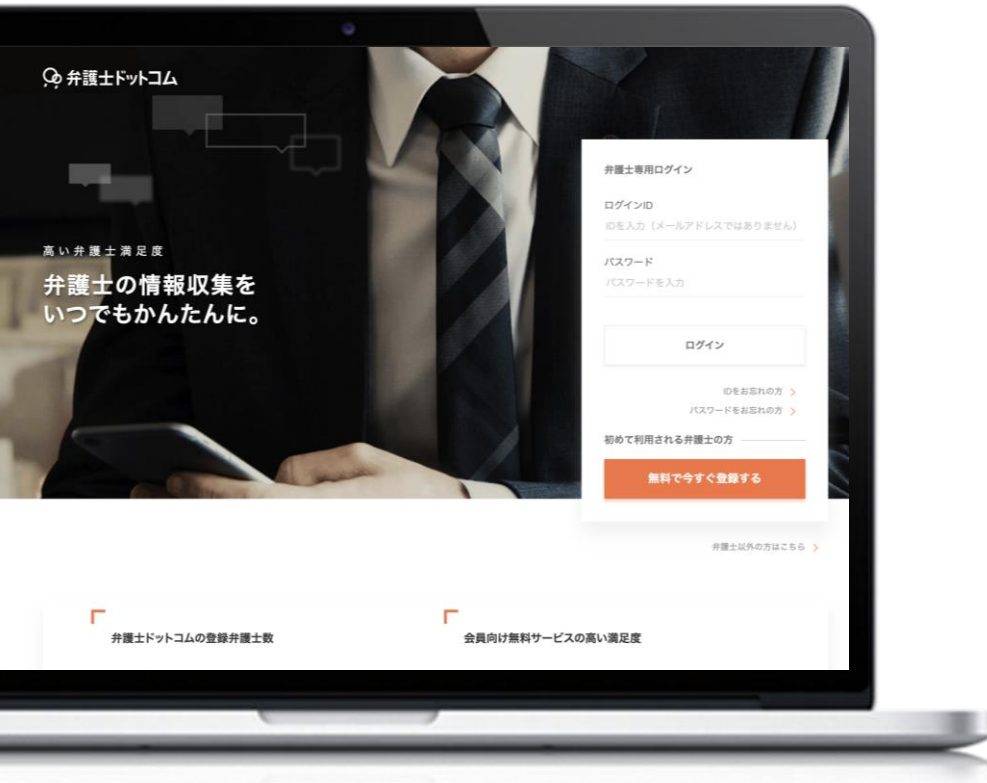 弁護士ドットコム
高い弁護士満足度
弁護士の情報収集を
いつでもかんたんに。
弁護士専用ログイン
ログインID
IDを入力（メールアドレスではありません）
パスワード
パスワードを入力
ログイン
IDをお忘れの方
パスワードをお忘れの方
初めて利用される弁護士の方
無料で今すぐ登録する
弁護士以外の方はこちら
弁護士ドットコムの登録弁護士数
会員向け無料サービスの高い満足度